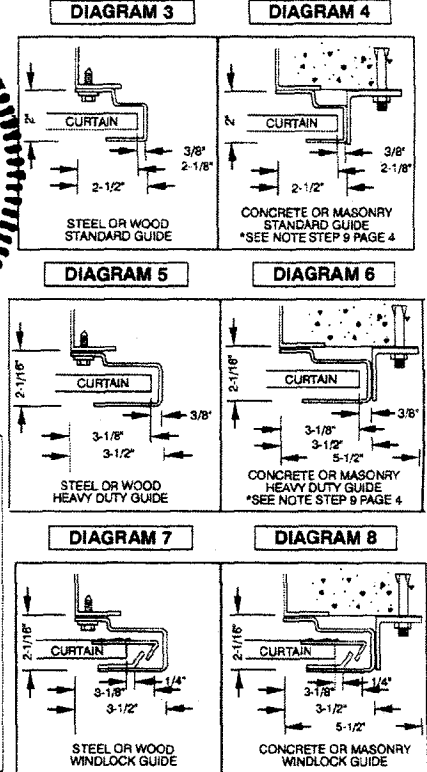 DIAGRAM 3
DIAGRAM 4
2"
CURTAIN
3/8"
2-1/8"
2-1/2"
STEEL OR WOOD
STANDARD GUIDE
2"
CURTAIN
3/8"
2-1/8"
2-1/2"
CONCRETE OR MASONRY
STANDARD GUIDE
*SEE NOTE STEP 9 PAGE 4
DIAGRAM 5
DIAGRAM 6
2-1/16"
CURTAIN
3/8"
3-1/8"
3-1/2"
STEEL OR WOOD
HEAVY DUTY GUIDE
2-1/16"
CURTAIN
3/8"
3-1/8"
3-1/2"
5-1/2"
CONCRETE OR MASONRY
HEAVY DUTY GUIDE
*SEE NOTE STEP 9 PAGE 4
DIAGRAM 7
DIAGRAM 8
2-1/16"
CURTAIN
1/4"
3-1/8"
3-1/2"
STEEL OR WOOD
WINDLOCK GUIDE
2-1/16"
CURTAIN
1/4"
3-1/8"
3-1/2"
5-1/2"
CONCRETE OR MASONRY
WINDLOCK GUIDE